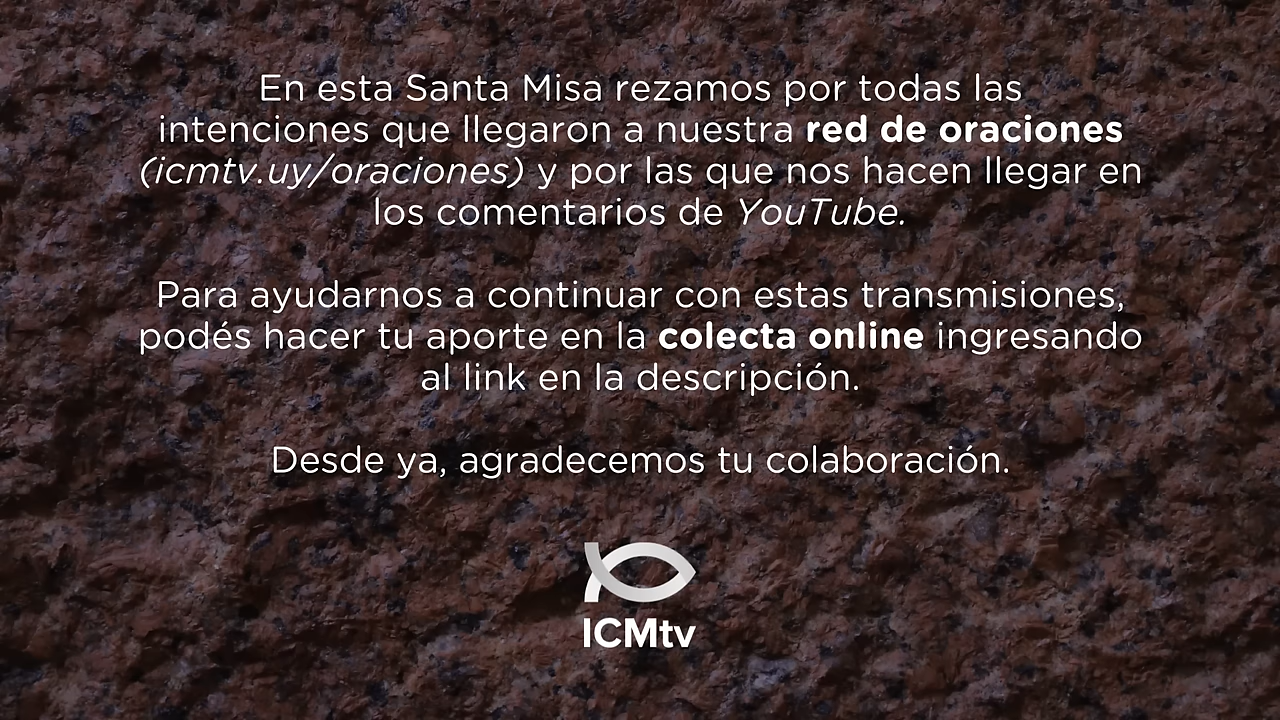 En esta Santa Misa rezamos por todas las
intenciones que llegaron a nuestra red de oraciones
(icmtv.uy/oraciones) y por las que nos hacen llegar en
los comentarios de YouTube.
Para ayudarnos a continuar con estas transmisiones,
podés hacer tu aporte en la colecta online ingresando
al link en la descripción.
Desde ya, agradecemos tu colaboración.
ICMtv